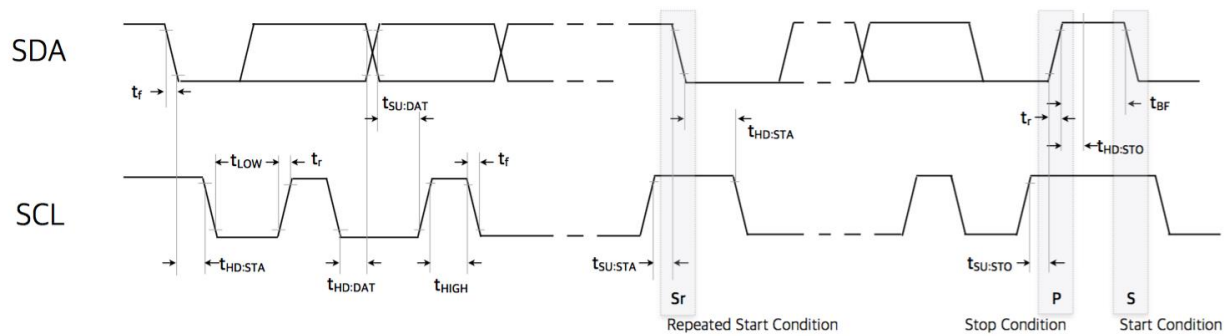 SDA
tf
tSU:DAT
tHD:STA
tr
tBF
tHD:STO
tLOW
tr
tf
SCL
tHD:STA
tHD:DAT
tHIGH
tSU:STA
tSU:STO
Sr
P
S
Repeated Start Condition
Stop Condition
Start Condition